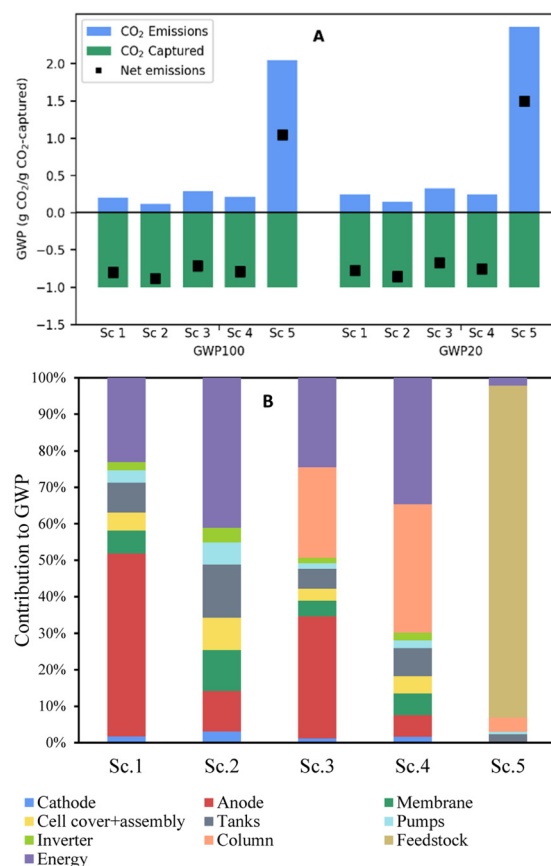 CO₂ Emissions
CO₂ Captured
Net emissions
A
GWP (g CO₂/g CO₂-captured)
2.0
1.5
1.0
0.5
0.0
−0.5
−1.0
−1.5
Sc 1 Sc 2 Sc 3 Sc 4 Sc 5 Sc 1 Sc 2 Sc 3 Sc 4 Sc 5
GWP100 GWP20
B
Contribution to GWP
100%
90%
80%
70%
60%
50%
40%
30%
20%
10%
0%
Sc.1 Sc.2 Sc.3 Sc.4 Sc.5
Cathode Anode Membrane
Cell cover+assembly Tanks Pumps
Inverter Column Feedstock
Energy